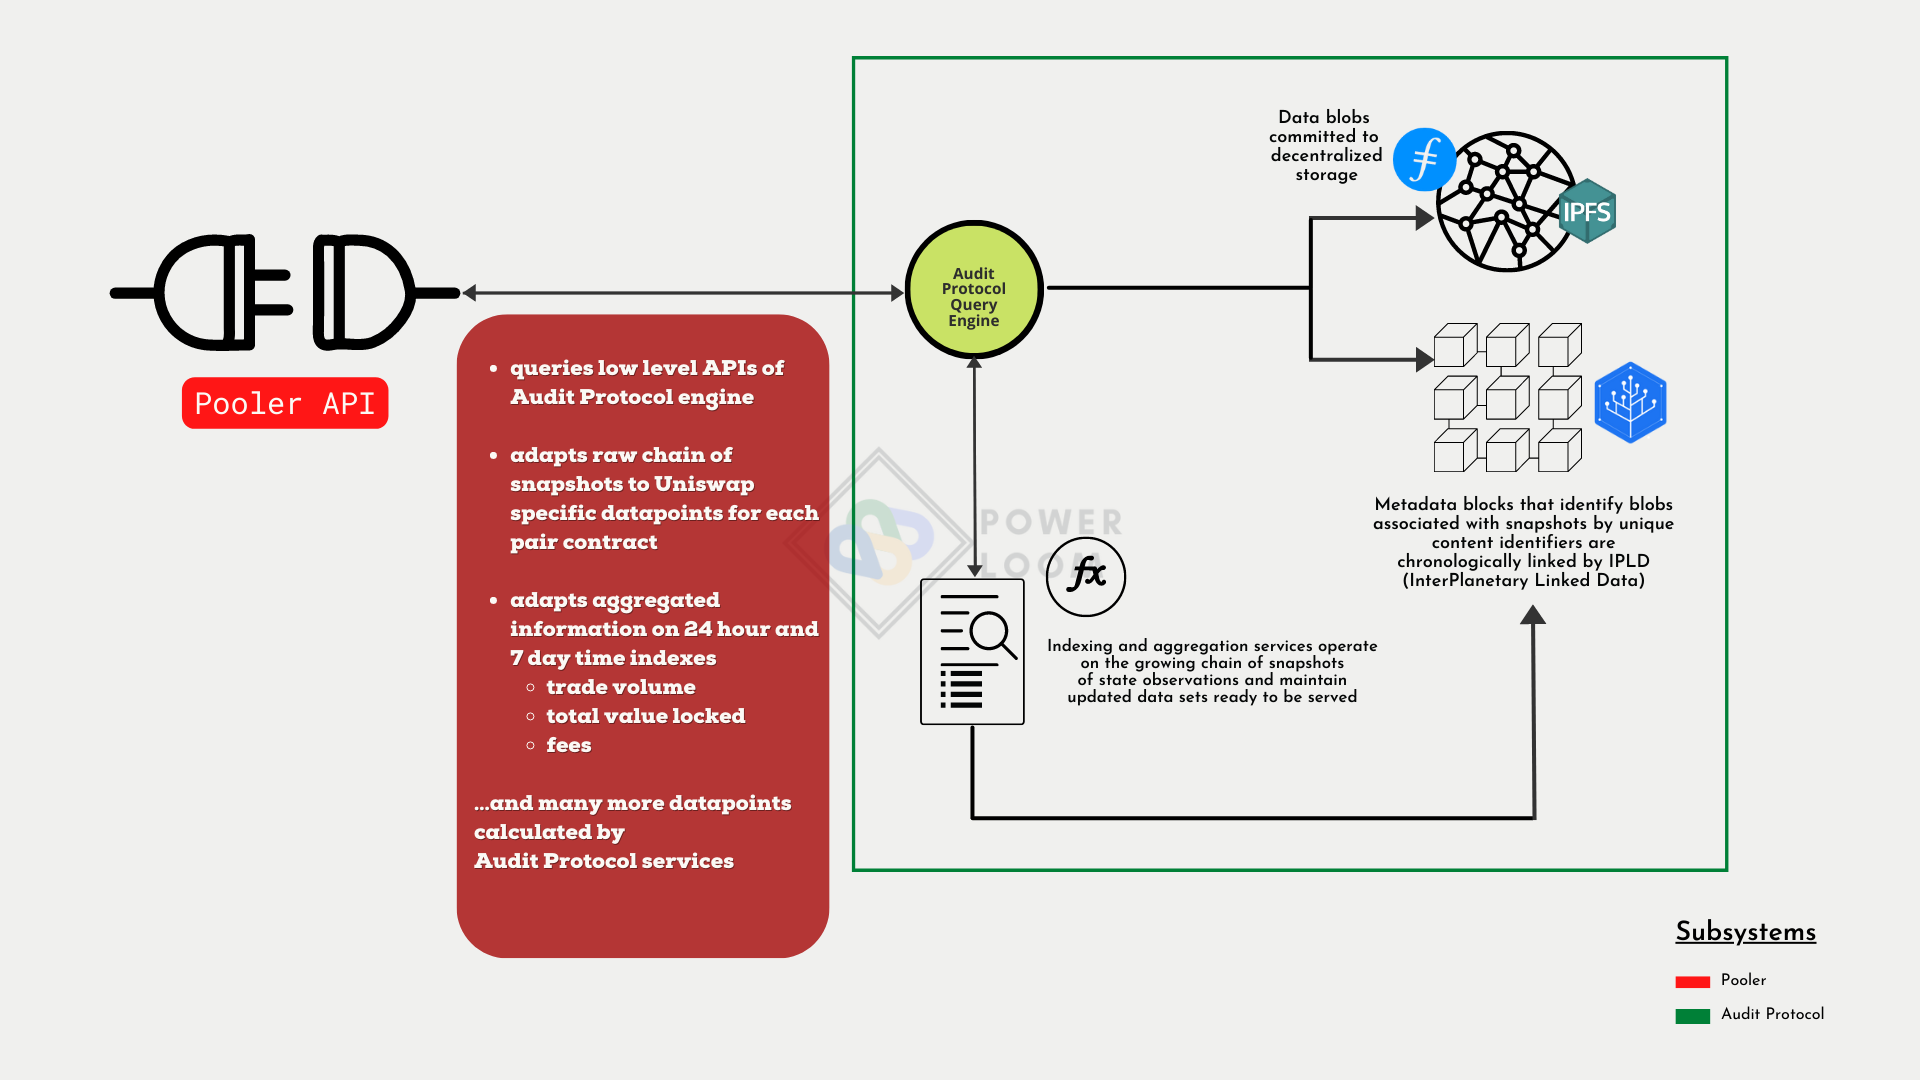 Data blobs
committed to
decentralized
storage
IPFS
Audit
Protocol
Query
Engine
Pooler API
• queries low level APIs of
Audit Protocol engine
• adapts raw chain of
snapshots to Uniswap
specific datapoints for each
pair contract
• adapts aggregated
information on 24 hour and
7 day time indexes
◦ trade volume
◦ total value locked
◦ fees
...and many more datapoints
calculated by
Audit Protocol services
POWER
LOOM
fx
Metadata blocks that identify blobs
associated with snapshots by unique
content identifiers are
chronologically linked by IPLD
(InterPlanetary Linked Data)
Indexing and aggregation services operate
on the growing chain of snapshots
of state observations and maintain
updated data sets ready to be served
Subsystems
Pooler
Audit Protocol